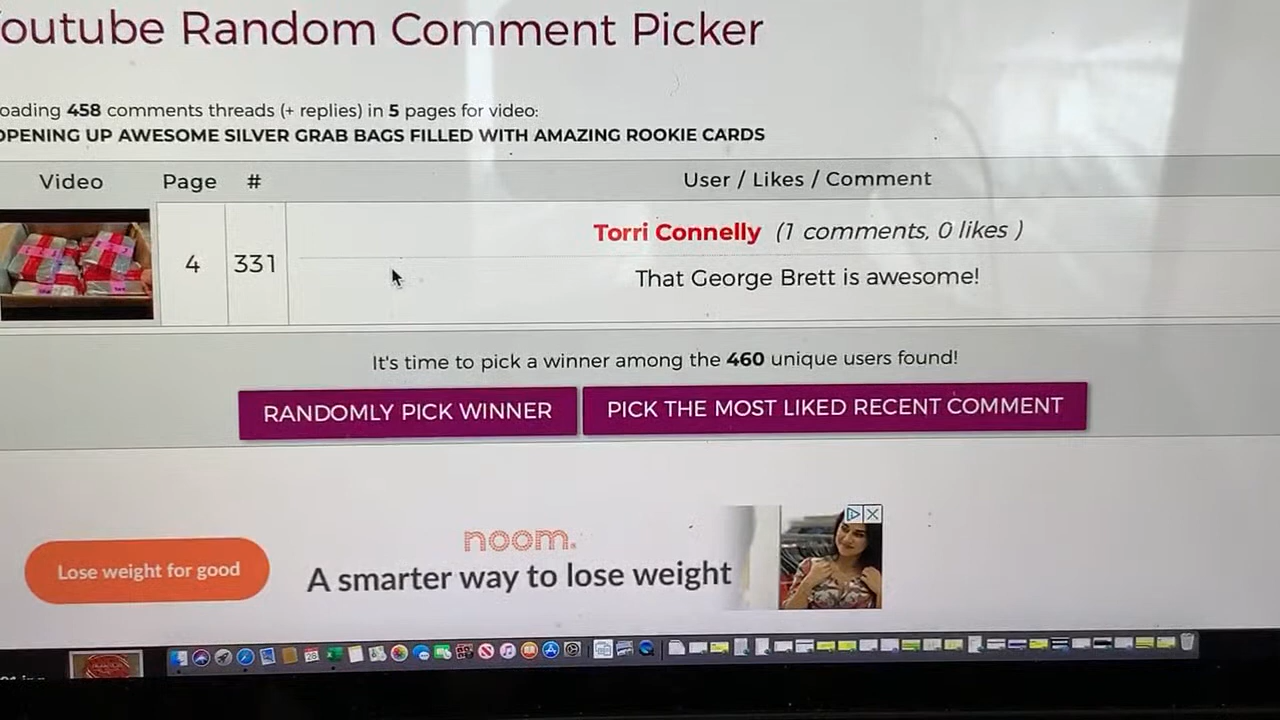 outube Random Comment Picker
oading 458 comments threads (+ replies) in 5 pages for video:
OPENING UP AWESOME SILVER GRAB BAGS FILLED WITH AMAZING ROOKIE CARDS
Video Page # User / Likes / Comment
Torri Connelly (1 comments, 0 likes )
4 331
That George Brett is awesome!
It's time to pick a winner among the 460 unique users found!
RANDOMLY PICK WINNER PICK THE MOST LIKED RECENT COMMENT
noom
Lose weight for good
A smarter way to lose weight